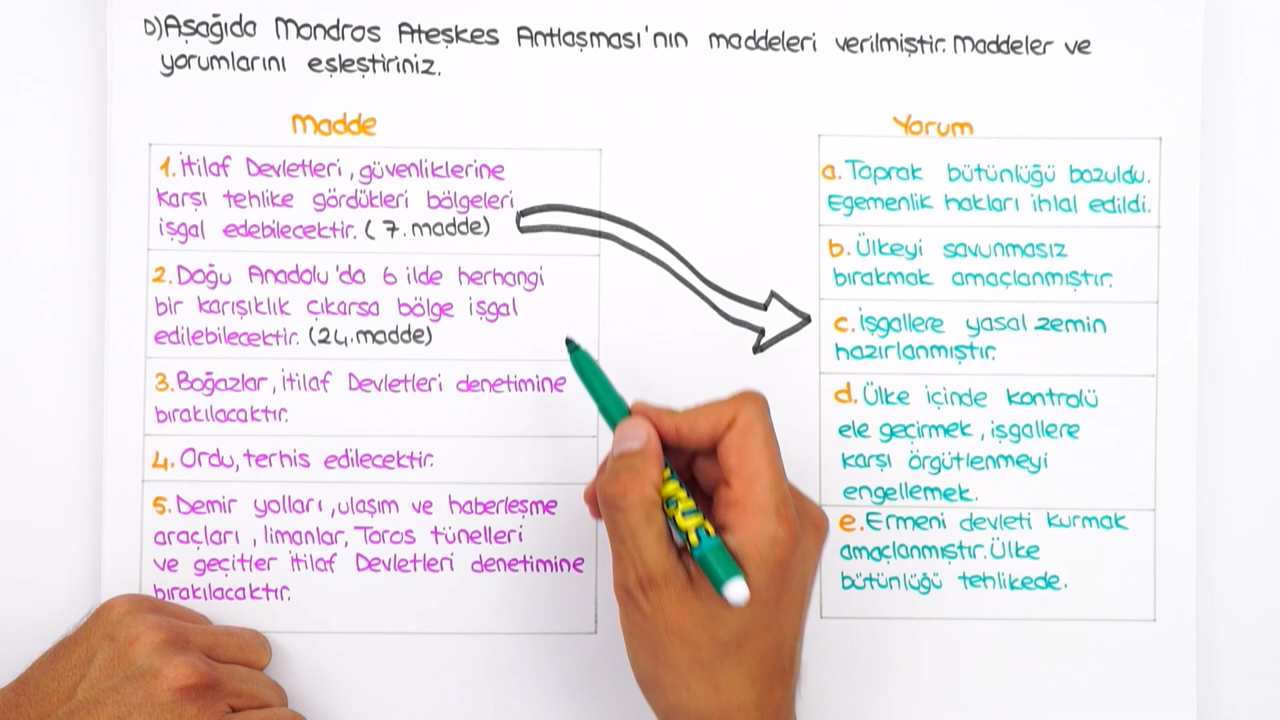 D) Aşağıda Mondros Ateşkes Antlaşması'nın maddeleri verilmiştir. Maddeler ve
yorumlarını eşleştiriniz.
Madde
1. İtilaf Devletleri, güvenliklerine
karşı tehlike gördükleri bölgeleri
işgal edebilecektir. (7. madde)
2. Doğu Anadolu'da 6 ilde herhangi
bir karışıklık çıkarsa bölge işgal
edilebilecektir. (24. madde)
3. Boğazlar, İtilaf Devletleri denetimine
bırakılacaktır.
4. Ordu, terhis edilecektir.
5. Demir yolları, ulaşım ve haberleşme
araçları, limanlar, Toros tünelleri
ve geçitler İtilaf Devletleri denetimine
bırakılacaktır.
Yorum
a. Toprak bütünlüğü bozuldu.
Egemenlik hakları ihlal edildi.
b. Ülkeyi savunmasız
bırakmak amaçlanmıştır.
c. İşgallere yasal zemin
hazırlanmıştır.
d. Ülke içinde kontrolü
ele geçirmek, işgallere
karşı örgütlenmeyi
engellemek.
e. Ermeni devleti kurmak
amaçlanmıştır. Ülke
bütünlüğü tehlikede.